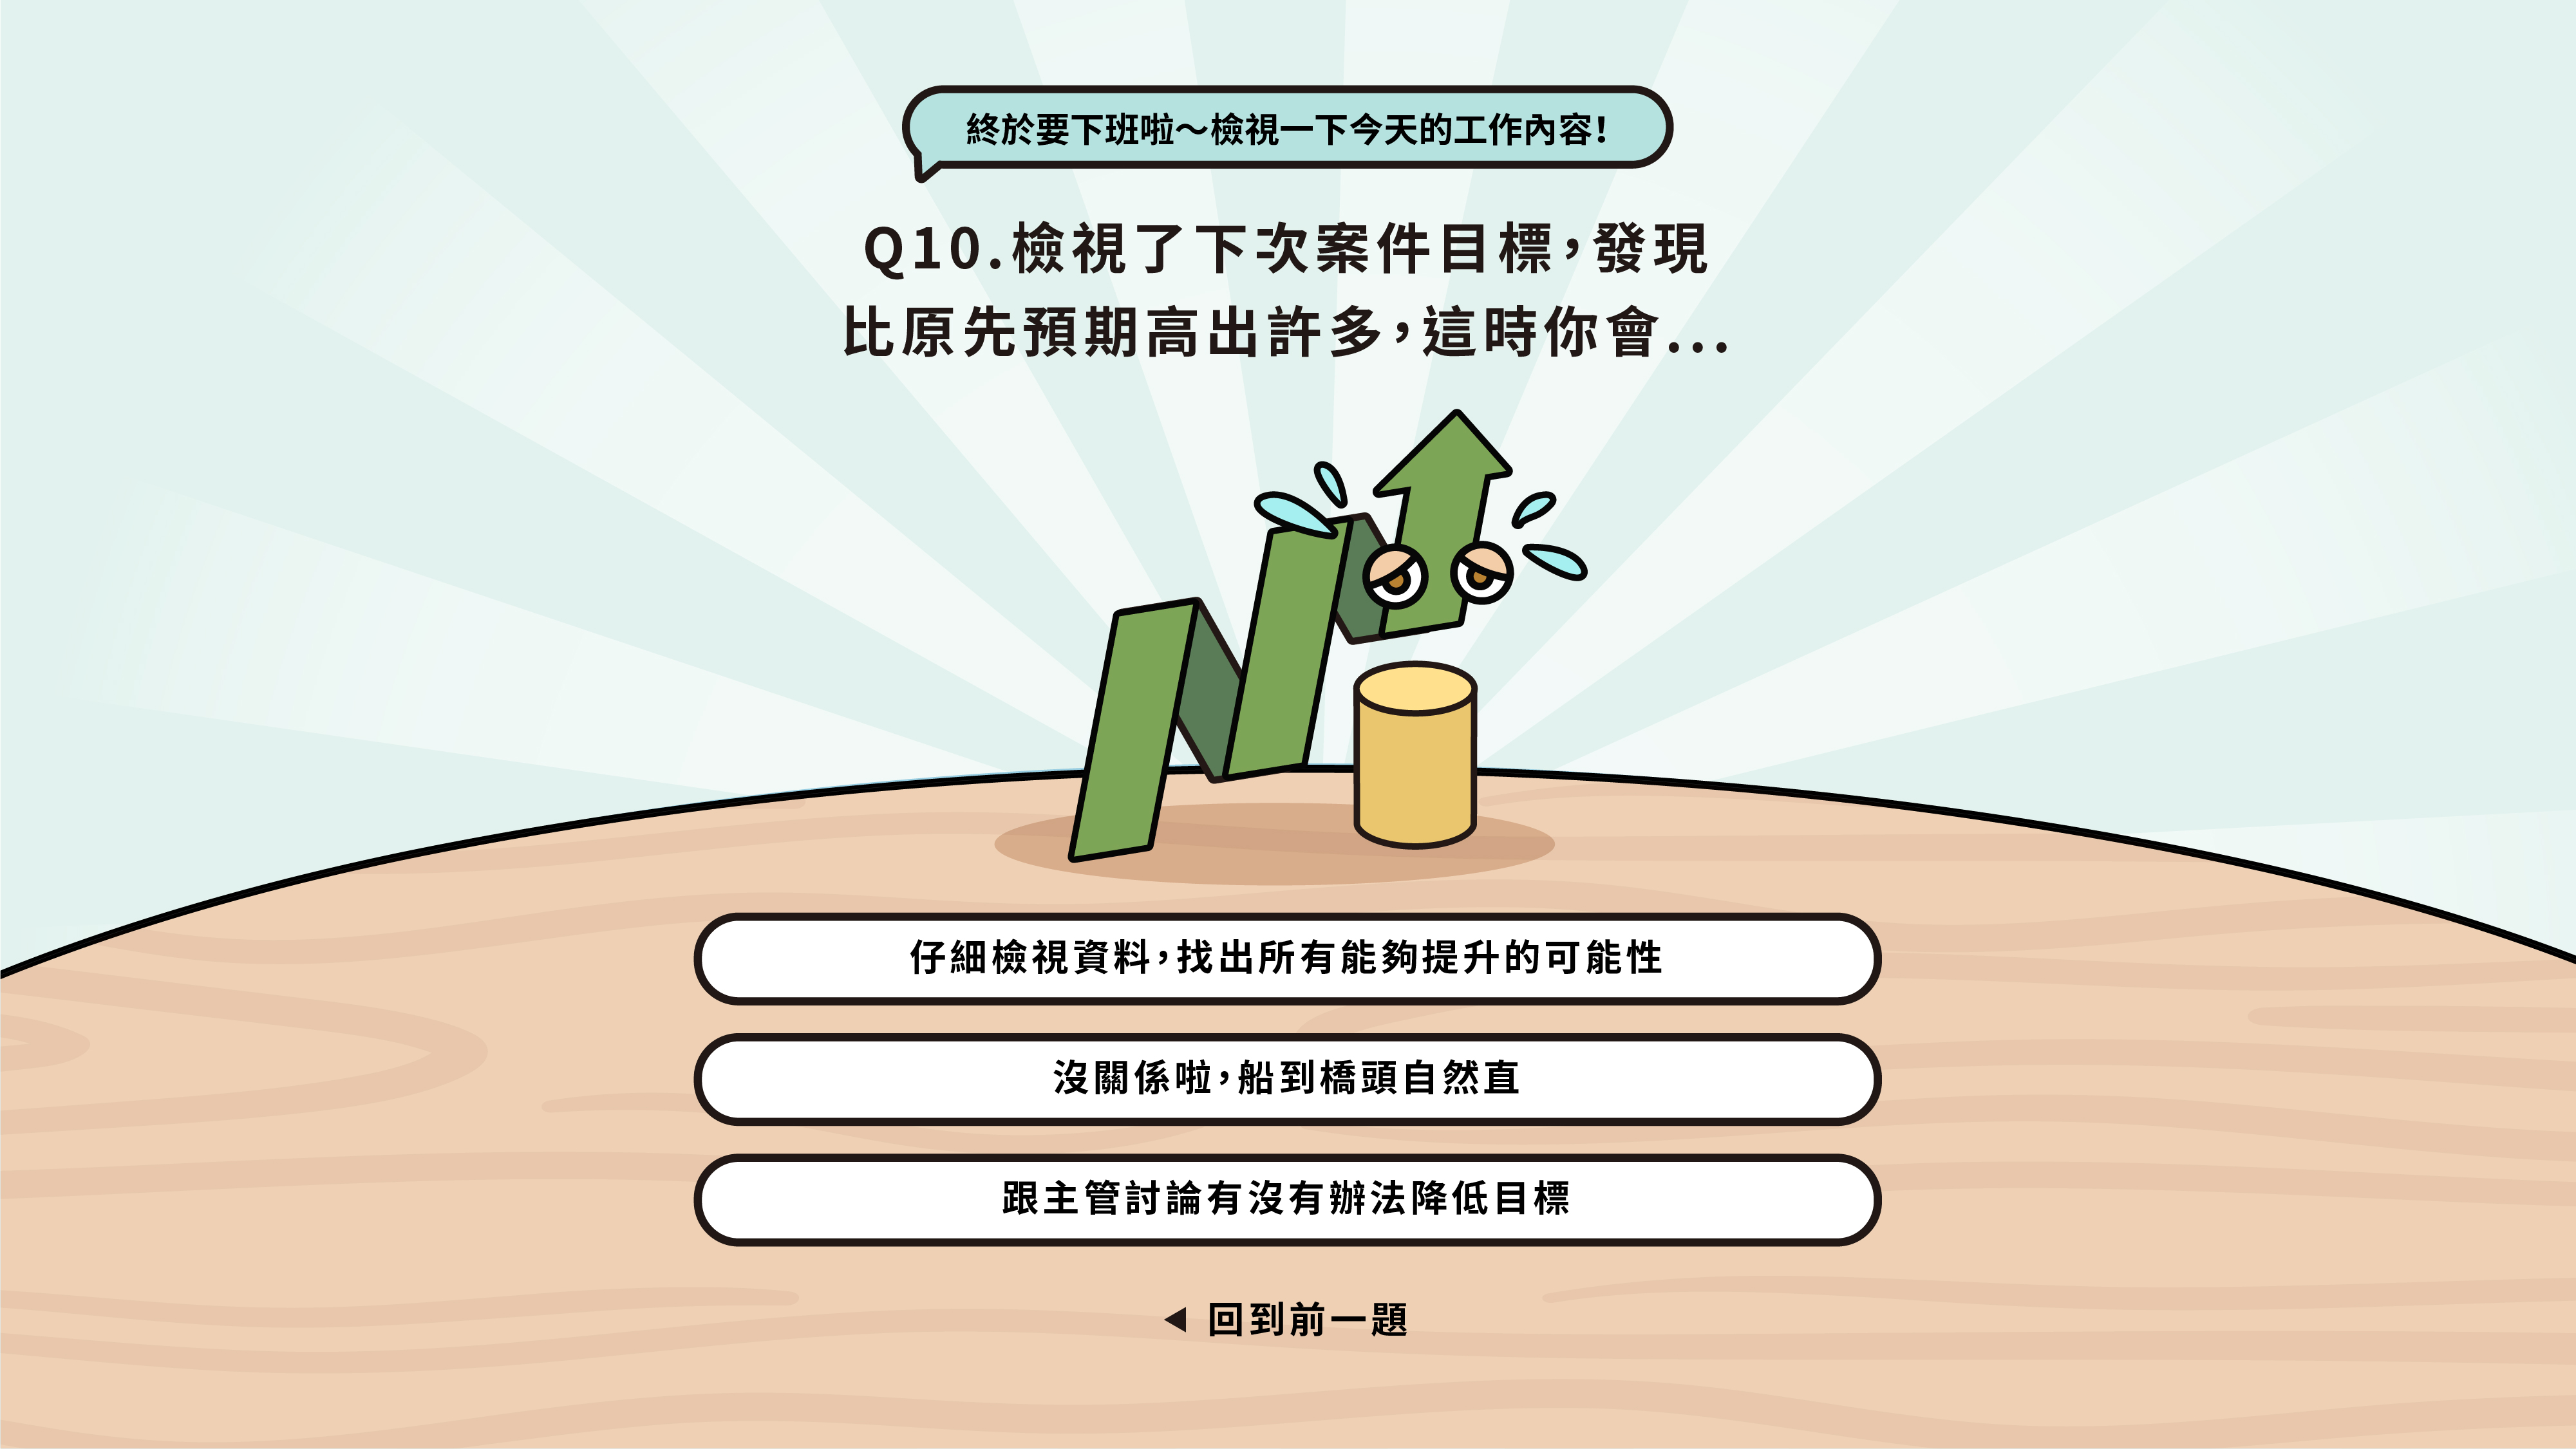 終於要下班啦～檢視一下今天的工作內容！
Q10.檢視了下次案件目標，發現
比原先預期高出許多，這時你會...
仔細檢視資料，找出所有能夠提升的可能性
沒關係啦，船到橋頭自然直
跟主管討論有沒有辦法降低目標
◀ 回到前一題